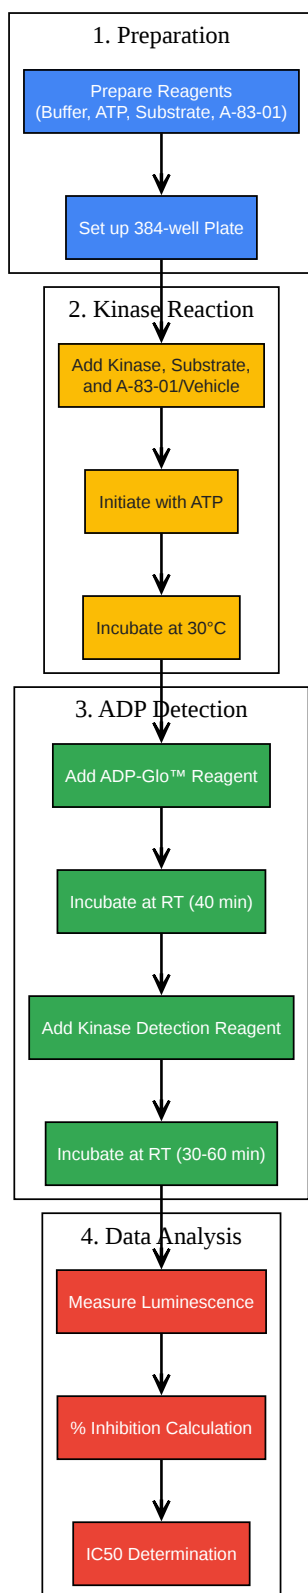 1. Preparation
Prepare Reagents
(Buffer, ATP, Substrate, A-83-01)
Set up 384-well Plate
2. Kinase Reaction
Add Kinase, Substrate,
and A-83-01/Vehicle
Initiate with ATP
Incubate at 30°C
3. ADP Detection
Add ADP-Glo™ Reagent
Incubate at RT (40 min)
Add Kinase Detection Reagent
Incubate at RT (30-60 min)
4. Data Analysis
Measure Luminescence
% Inhibition Calculation
IC50 Determination